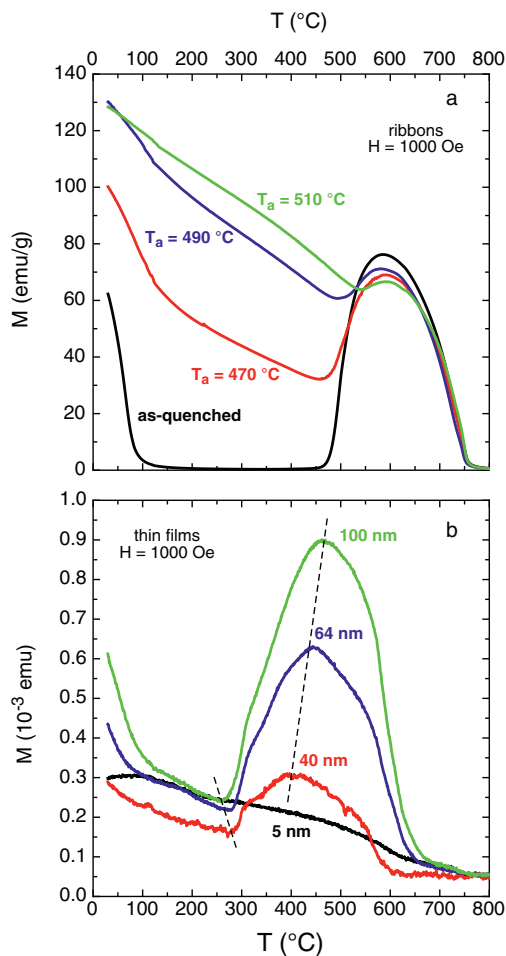 T (°C)
0 100 200 300 400 500 600 700 800
140
120
100
80
60
40
20
0
M (emu/g)
a
ribbons
H = 1000 Oe
T_a = 510 °C
T_a = 490 °C
T_a = 470 °C
as-quenched
1.0
0.9
0.8
0.7
0.6
0.5
0.4
0.3
0.2
0.1
0.0
M (10⁻³ emu)
b
thin films
H = 1000 Oe
100 nm
64 nm
40 nm
5 nm
0 100 200 300 400 500 600 700 800
T (°C)